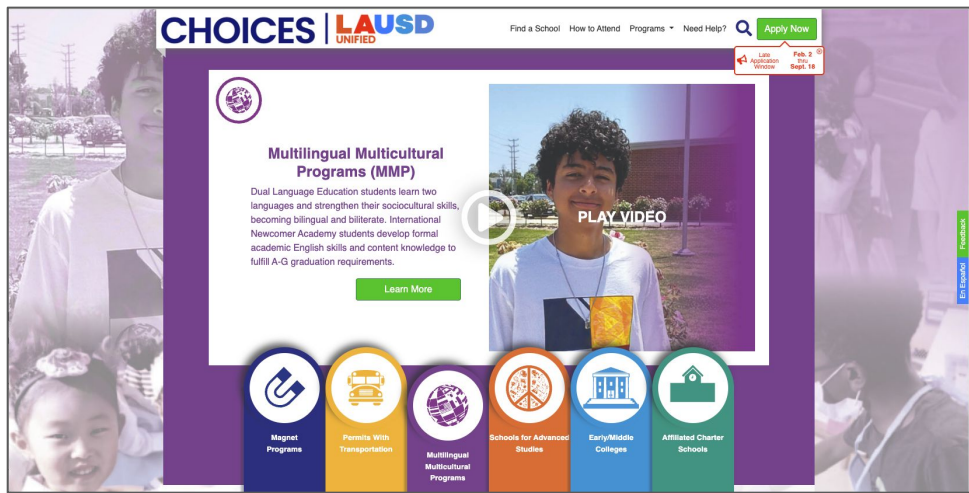 CHOICES | LAUSD
UNIFIED
Find a School How to Attend Programs Need Help? Apply Now
Late Application Window
Feb. 2 thru Sept. 18
Multilingual Multicultural
Programs (MMP)
Dual Language Education students learn two
languages and strengthen their sociocultural skills,
becoming bilingual and biliterate. International
Newcomer Academy students develop formal
academic English skills and content knowledge to
fulfill A-G graduation requirements.
Learn More
PLAY VIDEO
Feedback
En Español
Magnet
Programs
Permits With
Transportation
Multilingual
Multicultural
Programs
Schools for Advanced
Studies
Early/Middle
Colleges
Affiliated Charter
Schools